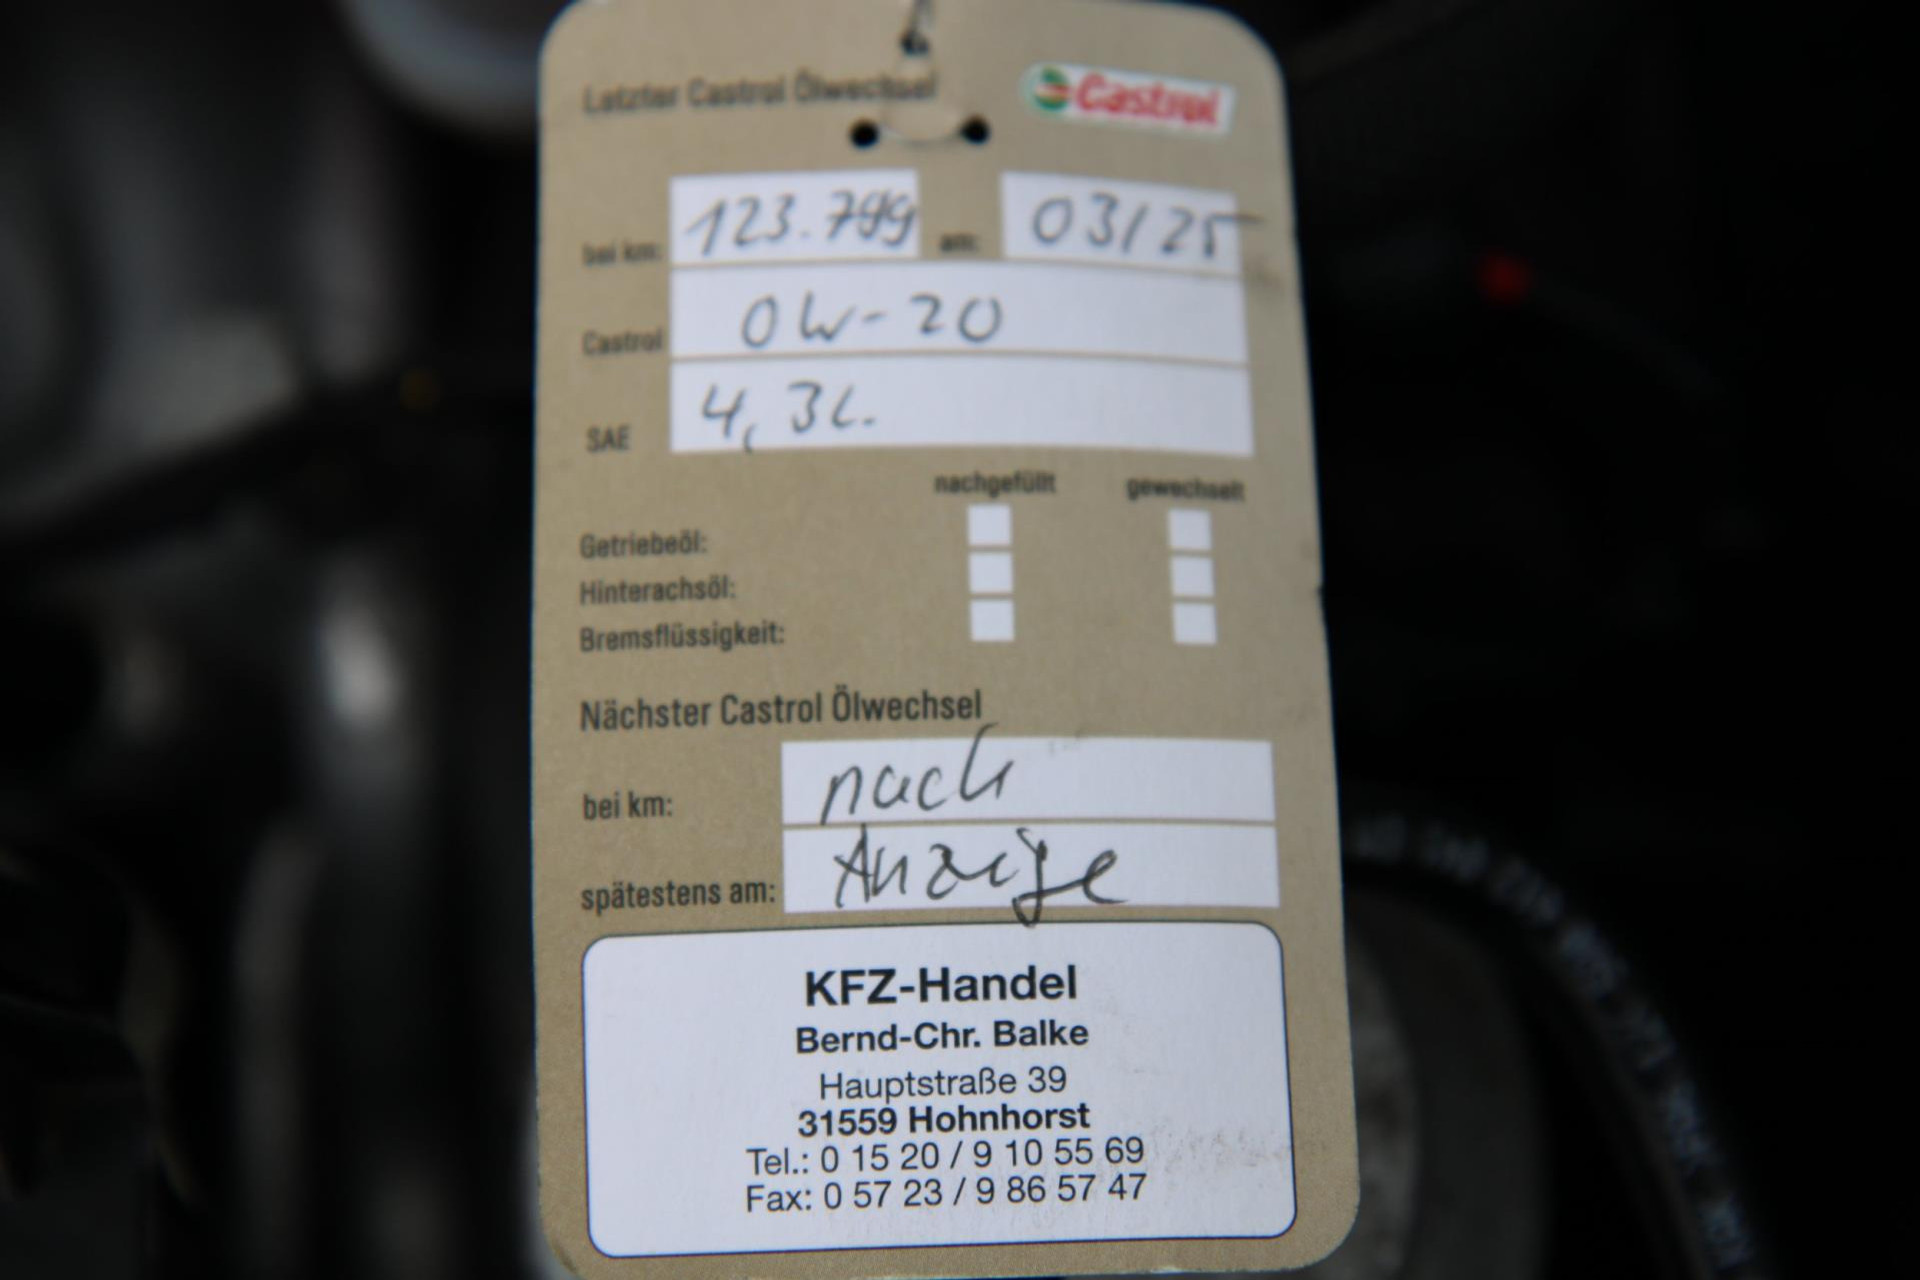 Letzter Castrol Ölwechsel
Castrol
bei km: 123.799 am: 03/25
Castrol 0W-20
SAE 4,3L.
nachgefüllt gewechselt
Getriebeöl:
Hinterachsöl:
Bremsflüssigkeit:
Nächster Castrol Ölwechsel
bei km: nach
spätestens am: Anzeige
KFZ-Handel
Bernd-Chr. Balke
Hauptstraße 39
31559 Hohnhorst
Tel.: 0 15 20 / 9 10 55 69
Fax: 0 57 23 / 9 86 57 47